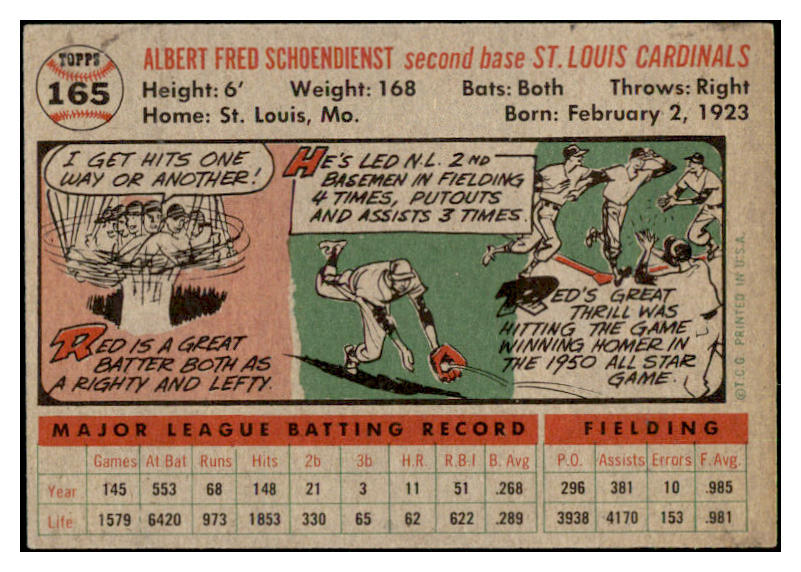 TOPPS
165
ALBERT FRED SCHOENDIENST second base ST. LOUIS CARDINALS
Height: 6' Weight: 168 Bats: Both Throws: Right
Home: St. Louis, Mo. Born: February 2, 1923
I GET HITS ONE
WAY OR ANOTHER!
RED IS A GREAT
BATTER BOTH AS
A RIGHTY AND LEFTY.
HE'S LED N.L. 2ND
BASEMEN IN FIELDING
4 TIMES, PUTOUTS
AND ASSISTS 3 TIMES.
RED'S GREAT
THRILL WAS
HITTING THE GAME
WINNING HOMER IN
THE 1950 ALL STAR
GAME.
© T.C.G. PRINTED IN U.S.A.
MAJOR LEAGUE BATTING RECORD FIELDING
Games At Bat Runs Hits 2b 3b H.R. R.B.I B. Avg P.O. Assists Errors F. Avg.
Year 145 553 68 148 21 3 11 51 .268 296 381 10 .985
Life 1579 6420 973 1853 330 65 62 622 .289 3938 4170 153 .981